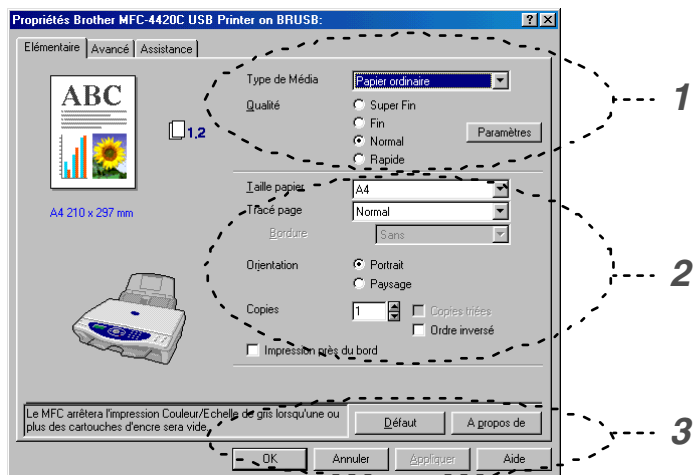 Propriétés Brother MFC-4420C USB Printer on BRUSB:
Elémentaire Avancé Assistance
ABC
1,2
A4 210 x 297 mm
Type de Média Papier ordinaire
Qualité Super Fin
Fin
Normal
Rapide
Paramètres
1
Taille papier A4
Tracé page Normal
Bordure Sans
Orientation Portrait
Paysage
Copies 1 Copies triées
Ordre inversé
Impression près du bord
2
Le MFC arrêtera l'impression Couleur/Echelle de gris lorsqu'une ou
plus des cartouches d'encre sera vide.
Défaut A propos de
3
OK Annuler Appliquer Aide